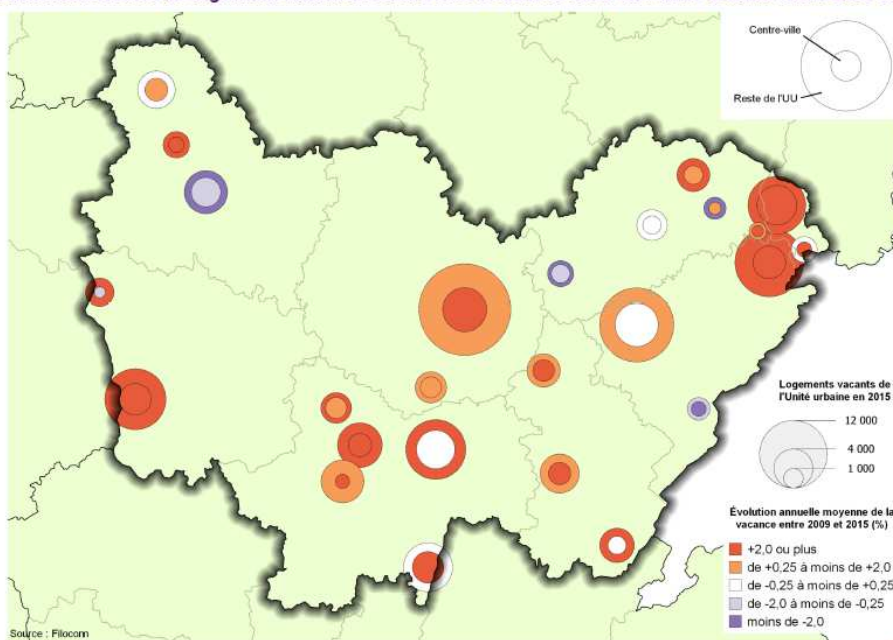 Centre-ville
Reste de l'UU
Logements vacants de
l'Unité urbaine en 2015
12 000
4 000
1 000
Évolution annuelle moyenne de la
vacance entre 2009 et 2015 (%)
+2,0 ou plus
de +0,25 à moins de +2,0
de -0,25 à moins de +0,25
de -2,0 à moins de -0,25
moins de -2,0
Source : Filocom